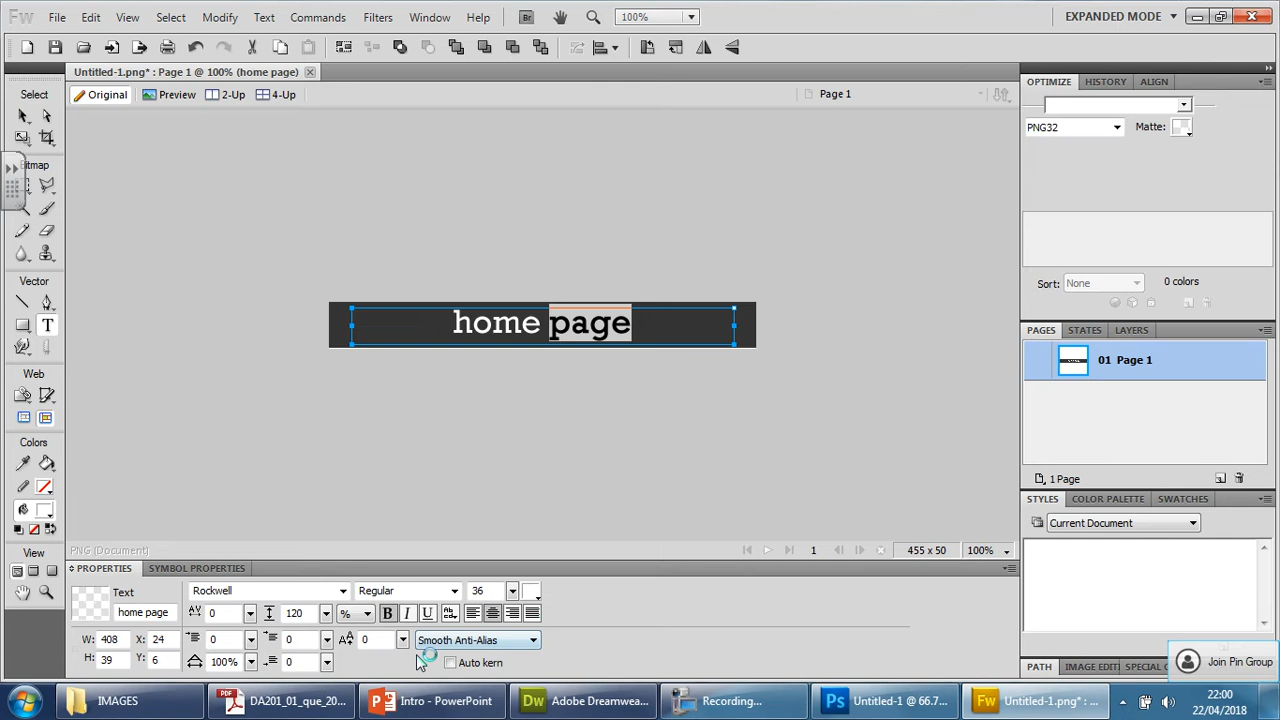 Fw File Edit View Select Modify Text Commands Filters Window Help Br 100% EXPANDED MODE
Untitled-1.png* : Page 1 @ 100% (home page)
Original Preview 2-Up 4-Up Page 1
Select
Bitmap
Vector
T
Web
Colors
View
home page
OPTIMIZE HISTORY ALIGN
PNG32 Matte:
Sort: None 0 colors
PAGES STATES LAYERS
01 Page 1
1 Page
STYLES COLOR PALETTE SWATCHES
Current Document
PNG (Document) 1 455 x 50 100%
PROPERTIES SYMBOL PROPERTIES
Text Rockwell Regular 36
home page 0 120 % B I U
W: 408 X: 24 0 0 0 Smooth Anti-Alias
H: 39 Y: 6 100% 0 Auto kern
PATH IMAGE EDITI SPECIAL
Join Pin Group
IMAGES DA201_01_que_20... Intro - PowerPoint Adobe Dreamwea... Recording... Untitled-1 @ 66.7... Untitled-1.png* : ... 22:00
22/04/2018